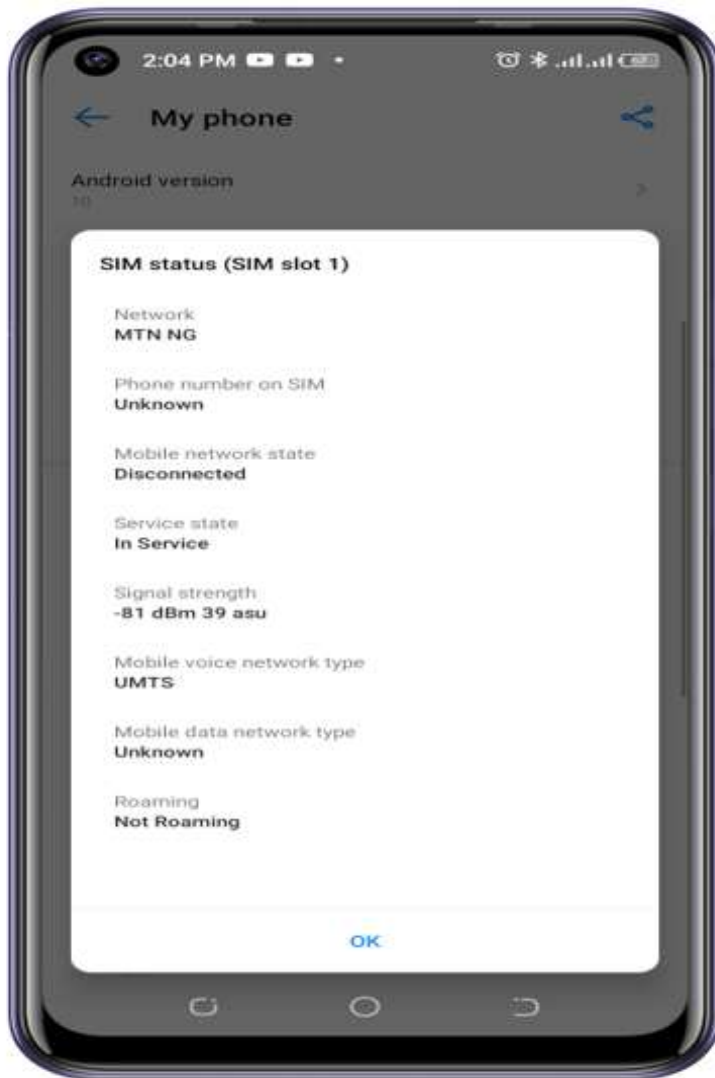 2:04 PM
My phone
Android version
10
SIM status (SIM slot 1)
Network
MTN NG
Phone number on SIM
Unknown
Mobile network state
Disconnected
Service state
In Service
Signal strength
-81 dBm 39 asu
Mobile voice network type
UMTS
Mobile data network type
Unknown
Roaming
Not Roaming
OK